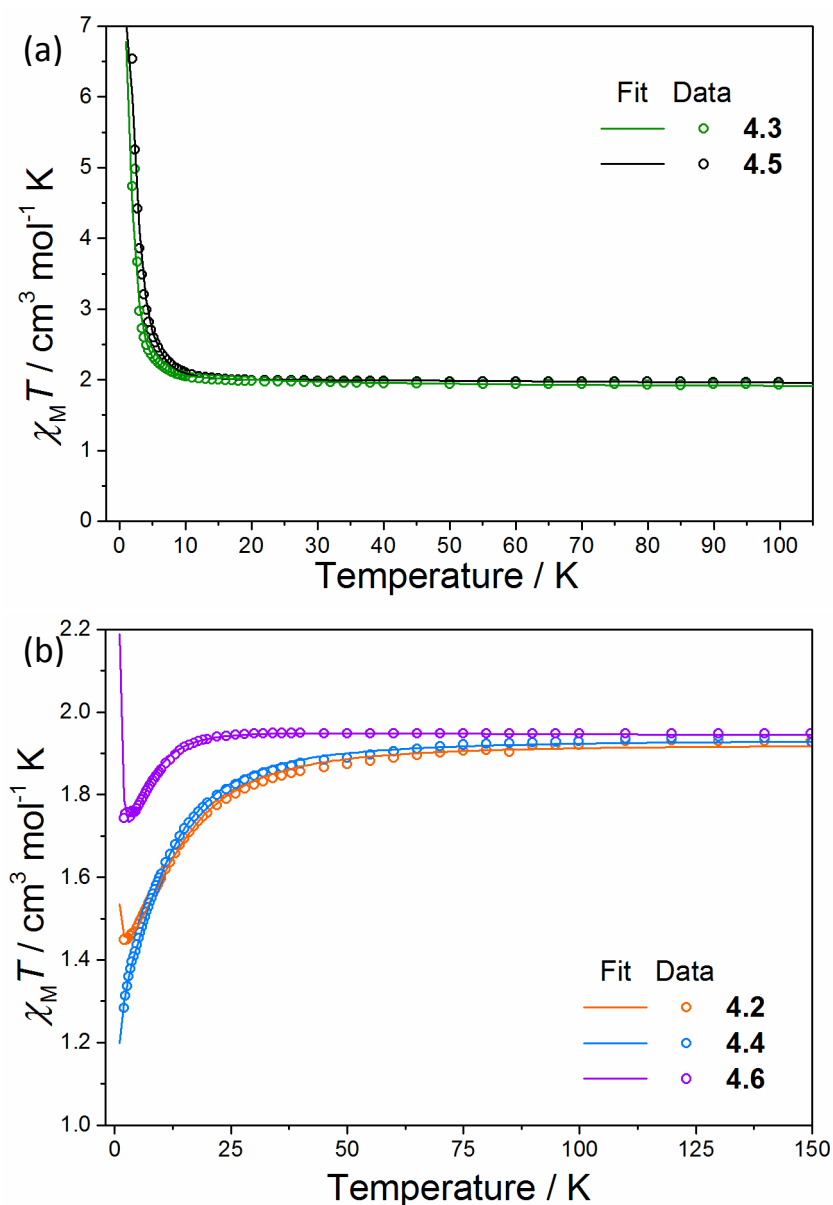 (a)
7
6
5
4
3
2
1
0
χMT / cm³ mol⁻¹ K
Fit Data
4.3
4.5
0 10 20 30 40 50 60 70 80 90 100
Temperature / K
(b)
2.2
2.0
1.8
1.6
1.4
1.2
1.0
χMT / cm³ mol⁻¹ K
Fit Data
4.2
4.4
4.6
0 25 50 75 100 125 150
Temperature / K